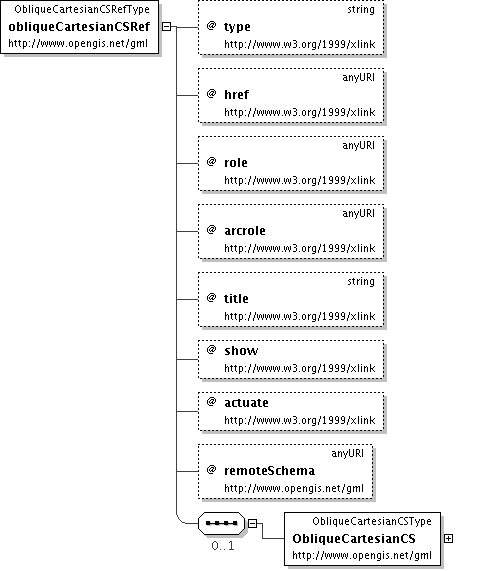 ObliqueCartesianCSRefType
obliqueCartesianCSRef
http://www.opengis.net/gml
string
@ type
http://www.w3.org/1999/xlink
anyURI
@ href
http://www.w3.org/1999/xlink
anyURI
@ role
http://www.w3.org/1999/xlink
anyURI
@ arcrole
http://www.w3.org/1999/xlink
string
@ title
http://www.w3.org/1999/xlink
@ show
http://www.w3.org/1999/xlink
@ actuate
http://www.w3.org/1999/xlink
anyURI
@ remoteSchema
http://www.opengis.net/gml
0..1
ObliqueCartesianCSType
ObliqueCartesianCS
http://www.opengis.net/gml